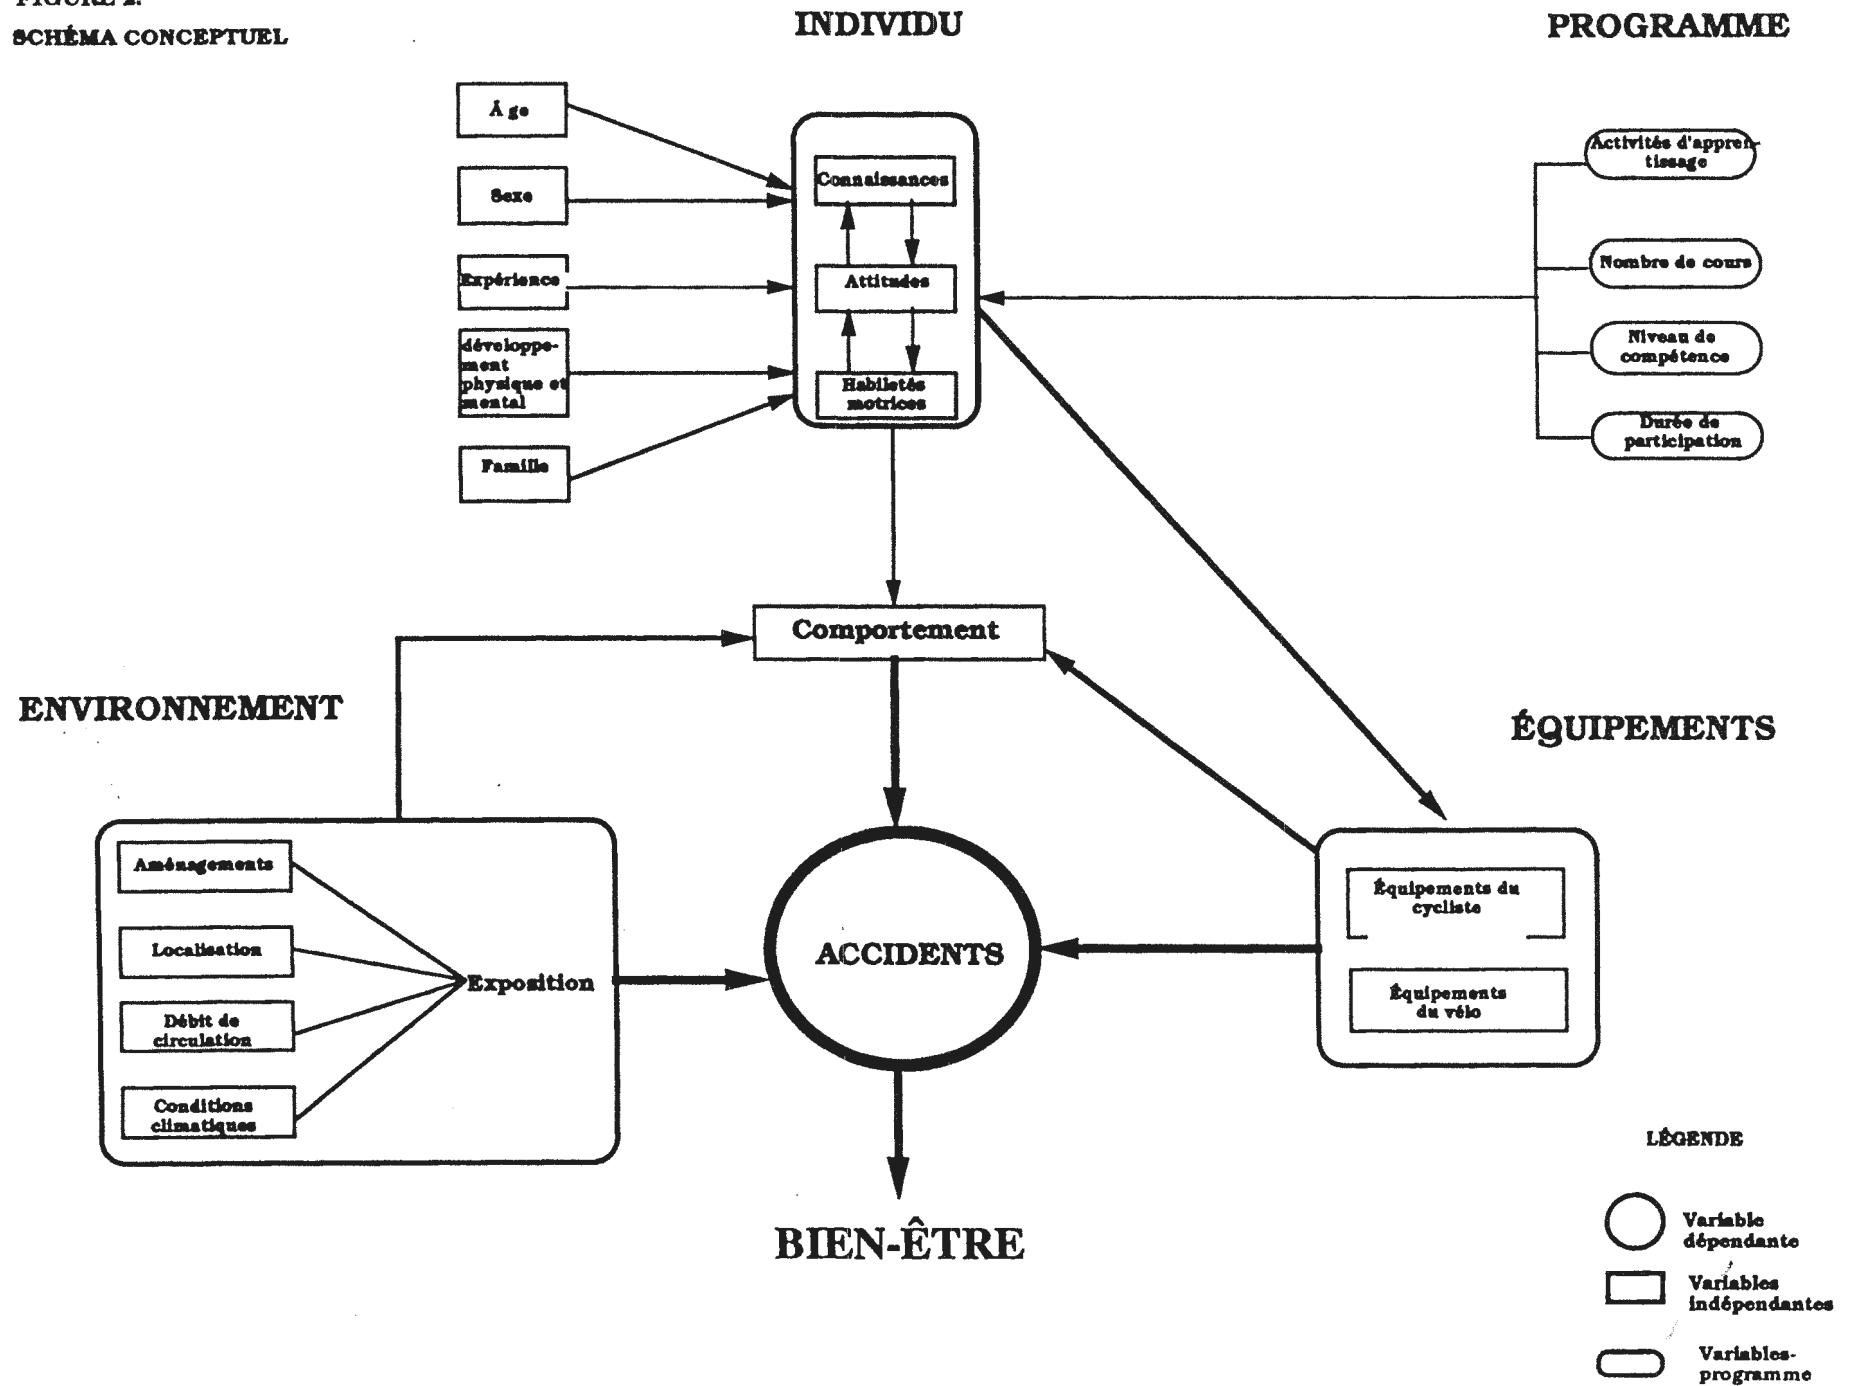 FIGURE 2.
SCHÉMA CONCEPTUEL
INDIVIDU
PROGRAMME
Âge
Sexe
Expérience
développe-
ment
physique et
mental
Famille
Connaissances
Attitudes
Habiletés
motrices
Activités d'appren-
tissage
Nombre de cours
Niveau de
compétence
Durée de
participation
Comportement
ENVIRONNEMENT
ÉQUIPEMENTS
Aménagements
Localisation
Débit de
circulation
Conditions
climatiques
Exposition
ACCIDENTS
Équipements du
cycliste
Équipements
du vélo
BIEN-ÊTRE
LÉGENDE
Variable
dépendante
Variables
indépendantes
Variables-
programme